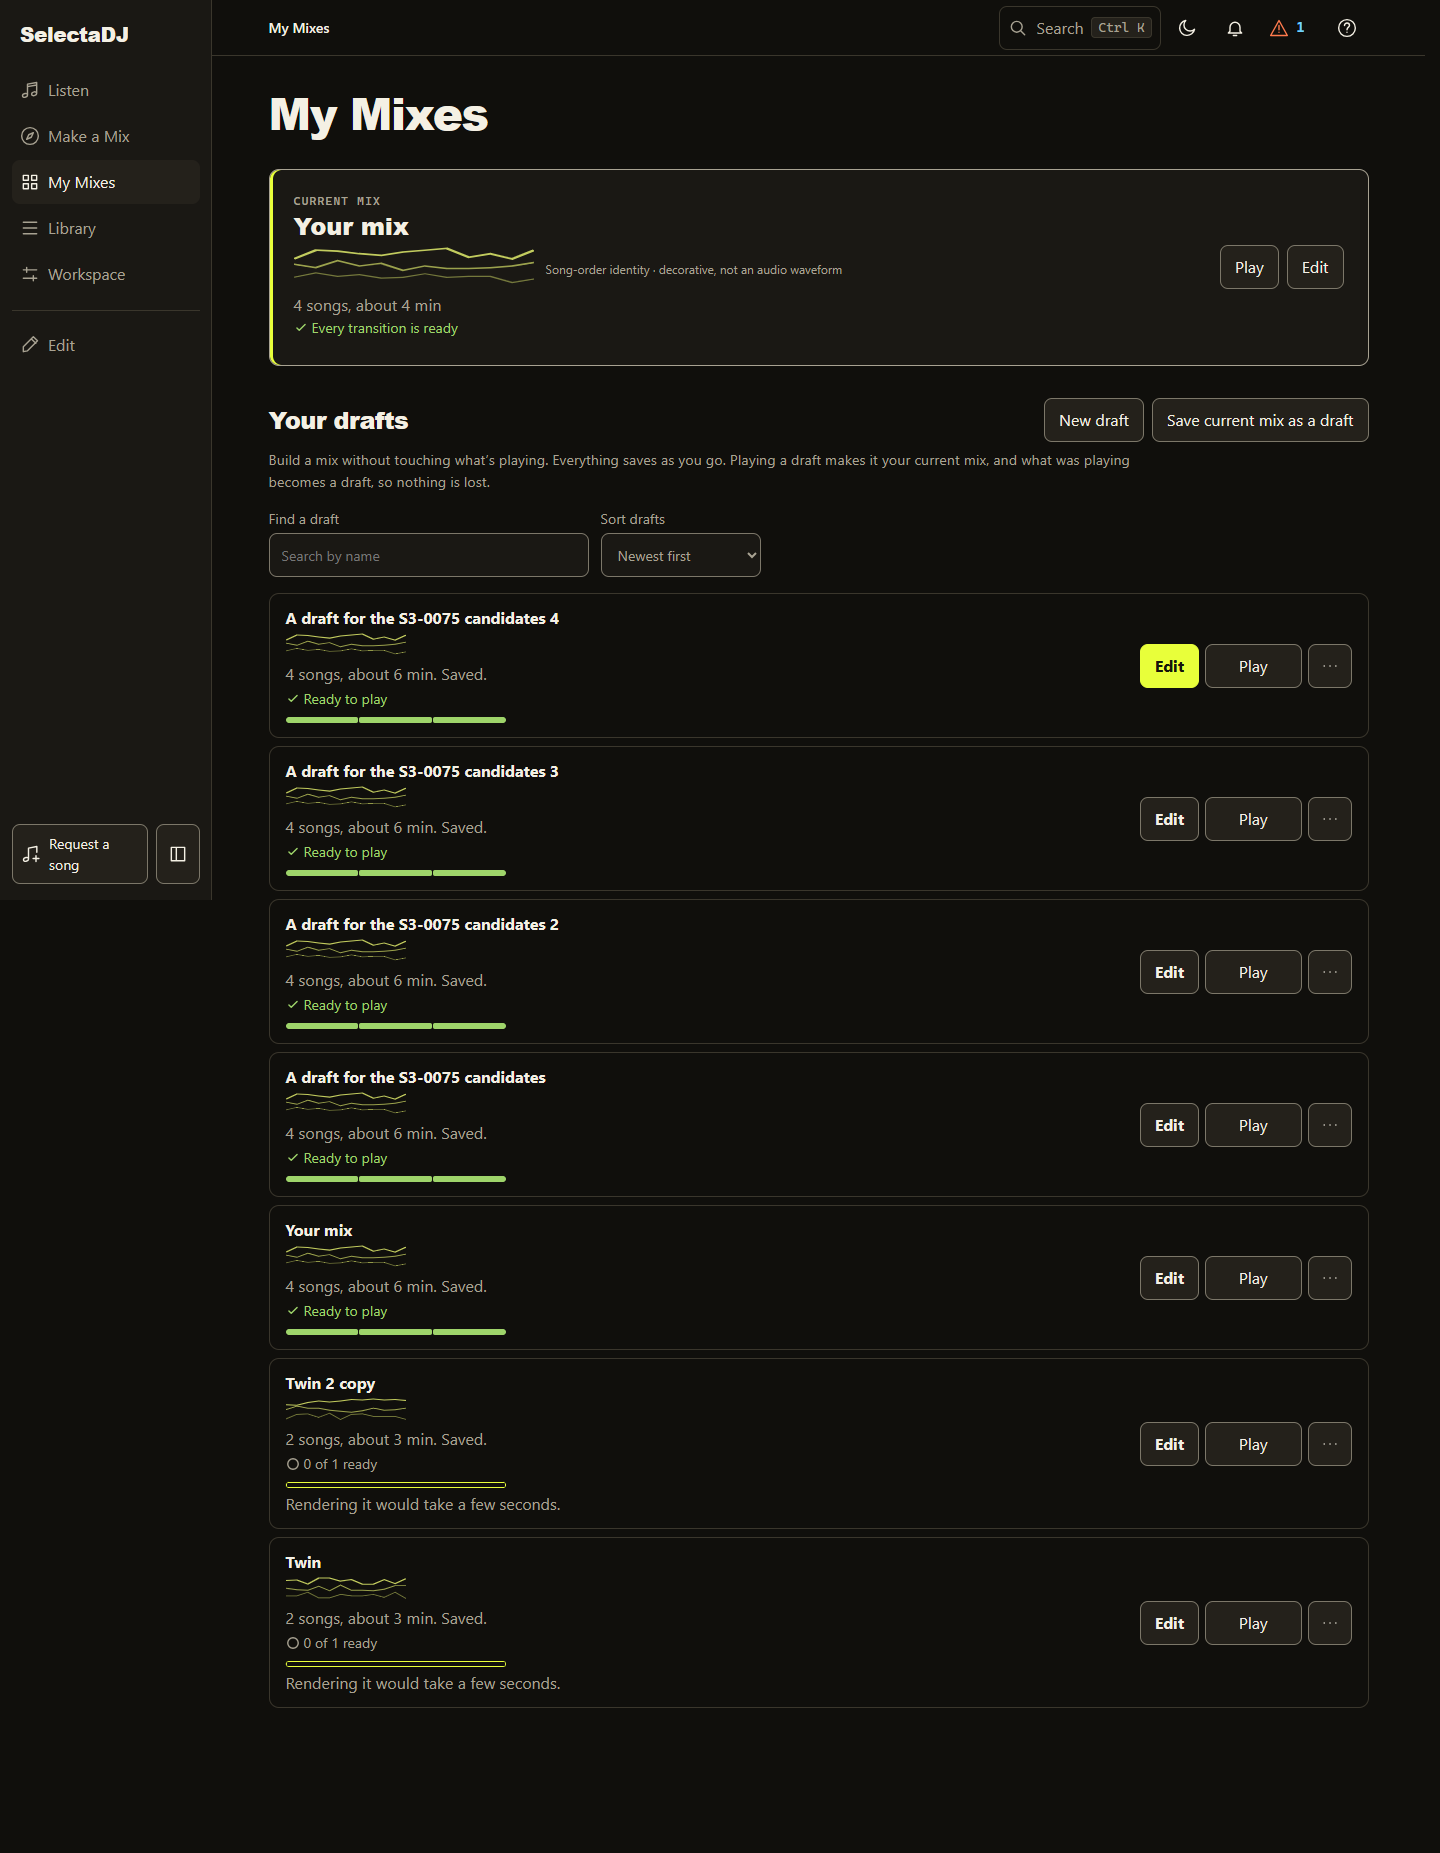 SelectaDJ
Listen
Make a Mix
My Mixes
Library
Workspace
Edit
Request a
song
My Mixes
Search Ctrl K
1
My Mixes
CURRENT MIX
Your mix
Song-order identity · decorative, not an audio waveform
4 songs, about 4 min
Every transition is ready
Play
Edit
Your drafts
New draft
Save current mix as a draft
Build a mix without touching what's playing. Everything saves as you go. Playing a draft makes it your current mix, and what was playing
becomes a draft, so nothing is lost.
Find a draft
Sort drafts
Search by name
Newest first
A draft for the S3-0075 candidates 4
4 songs, about 6 min. Saved.
Ready to play
Edit
Play
···
A draft for the S3-0075 candidates 3
4 songs, about 6 min. Saved.
Ready to play
Edit
Play
···
A draft for the S3-0075 candidates 2
4 songs, about 6 min. Saved.
Ready to play
Edit
Play
···
A draft for the S3-0075 candidates
4 songs, about 6 min. Saved.
Ready to play
Edit
Play
···
Your mix
4 songs, about 6 min. Saved.
Ready to play
Edit
Play
···
Twin 2 copy
2 songs, about 3 min. Saved.
0 of 1 ready
Rendering it would take a few seconds.
Edit
Play
···
Twin
2 songs, about 3 min. Saved.
0 of 1 ready
Rendering it would take a few seconds.
Edit
Play
···